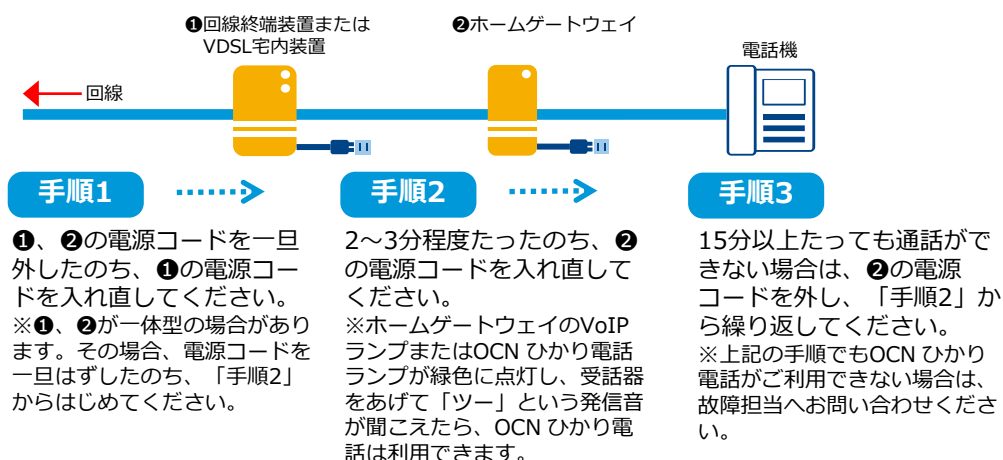 ❶回線終端装置または
VDSL宅内装置
❷ホームゲートウェイ
電話機
回線
手順1
❶、❷の電源コードを一旦
外したのち、❶の電源コー
ドを入れ直してください。
※❶、❷が一体型の場合があり
ます。その場合、電源コードを
一旦はずしたのち、「手順2」
からはじめてください。
手順2
2～3分程度たったのち、❷
の電源コードを入れ直して
ください。
※ホームゲートウェイのVoIP
ランプまたはOCN ひかり電話
ランプが緑色に点灯し、受話器
をあげて「ツー」という発信音
が聞こえたら、OCN ひかり電
話は利用できます。
手順3
15分以上たっても通話がで
きない場合は、❷の電源
コードを外し、「手順2」か
ら繰り返してください。
※上記の手順でもOCN ひかり
電話がご利用できない場合は、
故障担当へお問い合わせくださ
い。